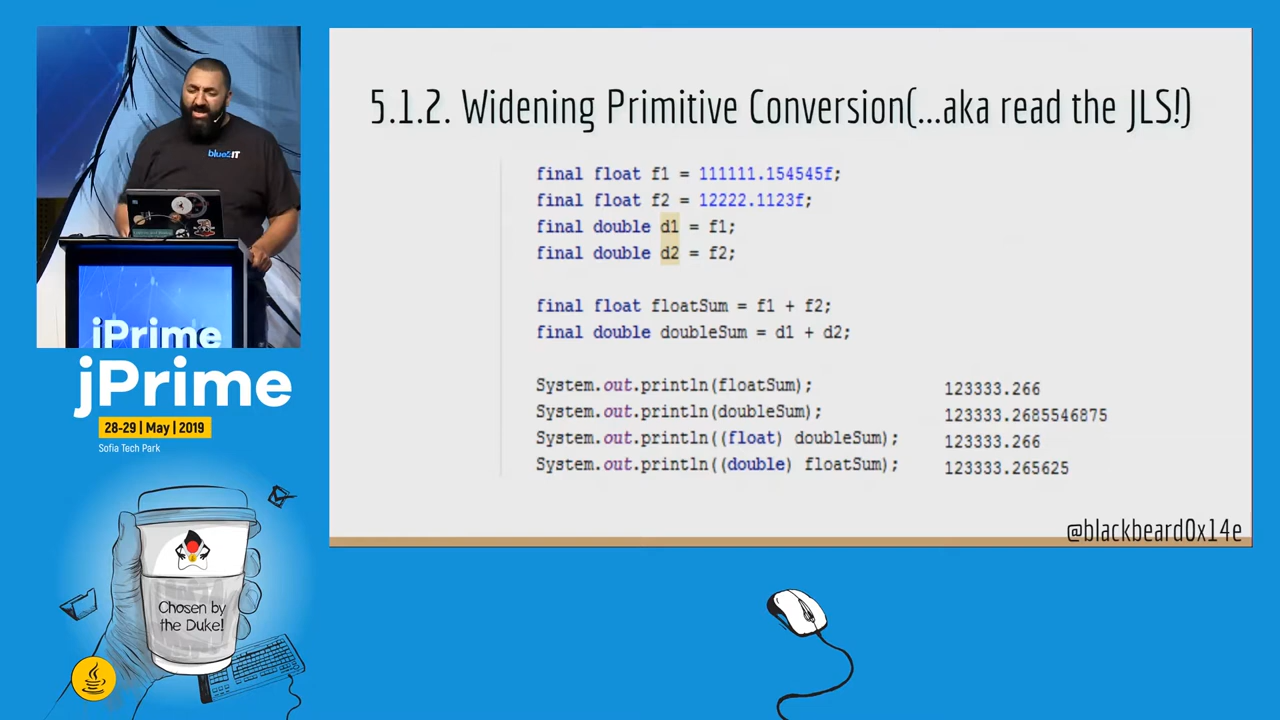 5.1.2. Widening Primitive Conversion(...aka read the JLS!)
final float f1 = 111111.154545f;
final float f2 = 12222.1123f;
final double d1 = f1;
final double d2 = f2;
final float floatSum = f1 + f2;
final double doubleSum = d1 + d2;
System.out.println(floatSum); 123333.266
System.out.println(doubleSum); 123333.2685546875
System.out.println((float) doubleSum); 123333.266
System.out.println((double) floatSum); 123333.265625
@blackbeard0x14e
jPrime
jPrime
28-29 | May | 2019
Sofia Tech Park
Chosen by
the Duke!